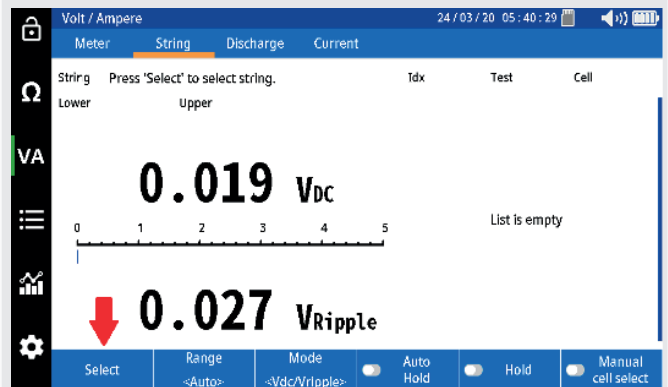 Volt / Ampere 24/03/20 05:40:29
Meter String Discharge Current
String Press 'Select' to select string. Idx Test Cell
Lower Upper
Ω
VA
0.019 VDC
0 1 2 3 4 5
List is empty
0.027 VRipple
Select Range <Auto> Mode <Vdc/Vripple> Auto Hold Hold Manual cell select